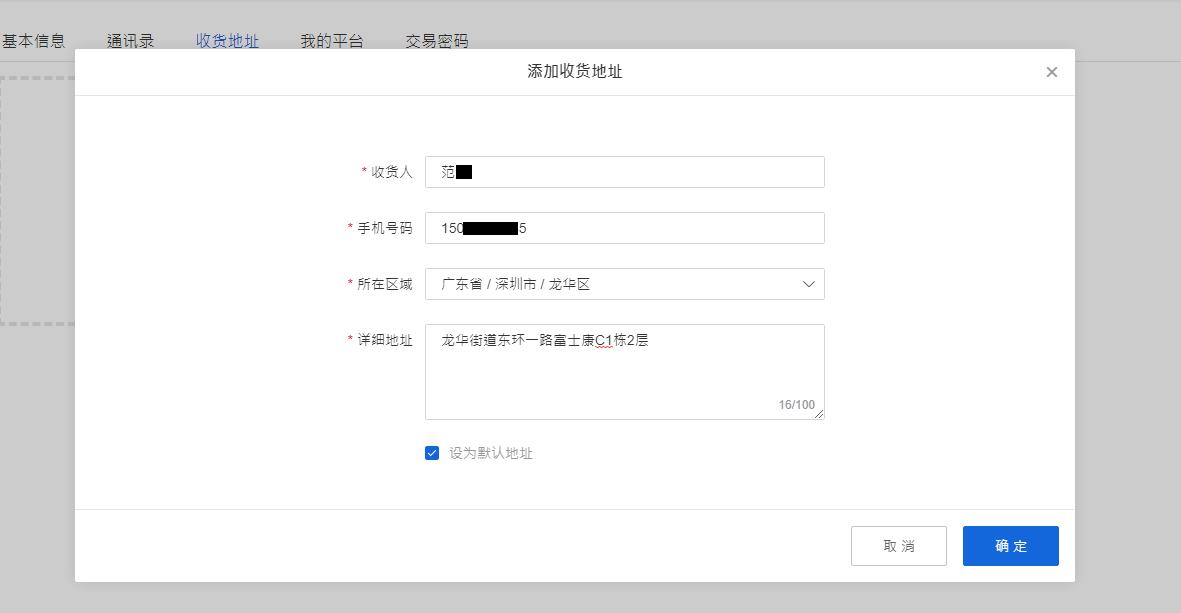 基本信息 通讯录 收货地址 我的平台 交易密码
添加收货地址
* 收货人 范
* 手机号码 150 5
* 所在区域 广东省 / 深圳市 / 龙华区
* 详细地址 龙华街道东环一路富士康C1栋2层
16/100
设为默认地址
取消 确定